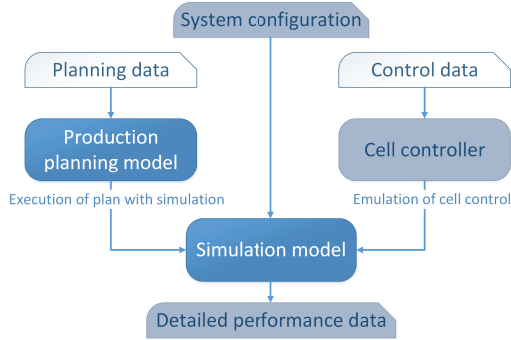 System configuration
Planning data
Control data
Production
planning model
Cell controller
Execution of plan with simulation
Emulation of cell control
Simulation model
Detailed performance data